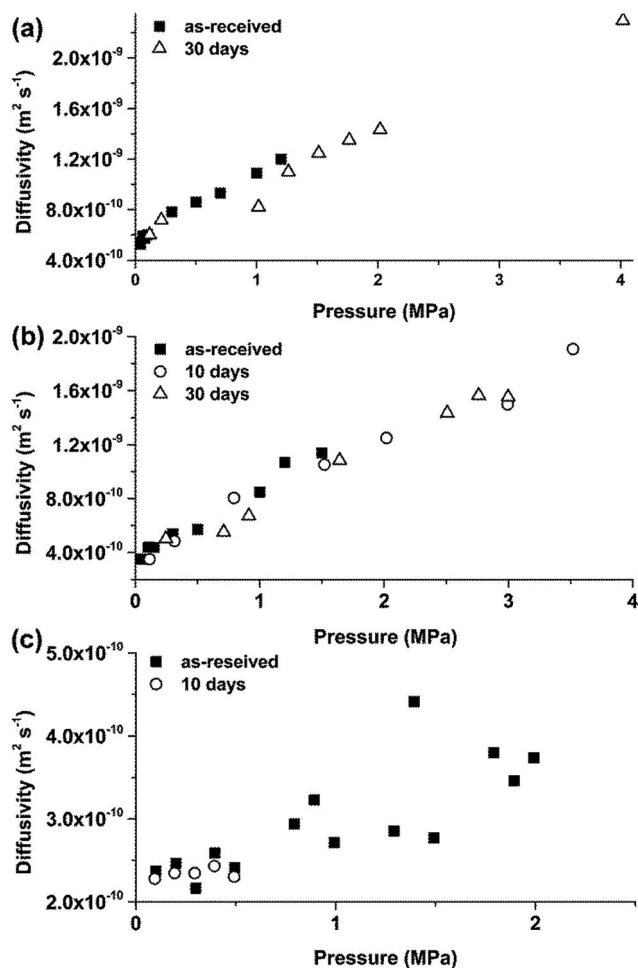 (a)
as-received
30 days
Diffusivity (m² s⁻¹)
2.0x10⁻⁹
1.6x10⁻⁹
1.2x10⁻⁹
8.0x10⁻¹⁰
4.0x10⁻¹⁰
0 1 2 3 4
Pressure (MPa)
(b)
as-received
10 days
30 days
Diffusivity (m² s⁻¹)
2.0x10⁻⁹
1.6x10⁻⁹
1.2x10⁻⁹
8.0x10⁻¹⁰
4.0x10⁻¹⁰
0 1 2 3 4
Pressure (MPa)
(c)
as-reseived
10 days
Diffusivity (m² s⁻¹)
5.0x10⁻¹⁰
4.0x10⁻¹⁰
3.0x10⁻¹⁰
2.0x10⁻¹⁰
1 2
Pressure (MPa)